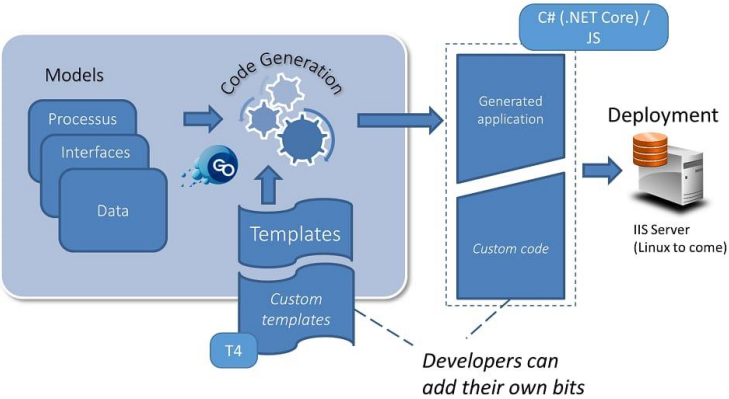 C# (.NET Core) /
JS
Models
Code Generation
Processus
Interfaces
Data
GO
Generated
application
Deployment
Templates
Custom
templates
T4
Custom code
IIS Server
(Linux to come)
Developers can
add their own bits